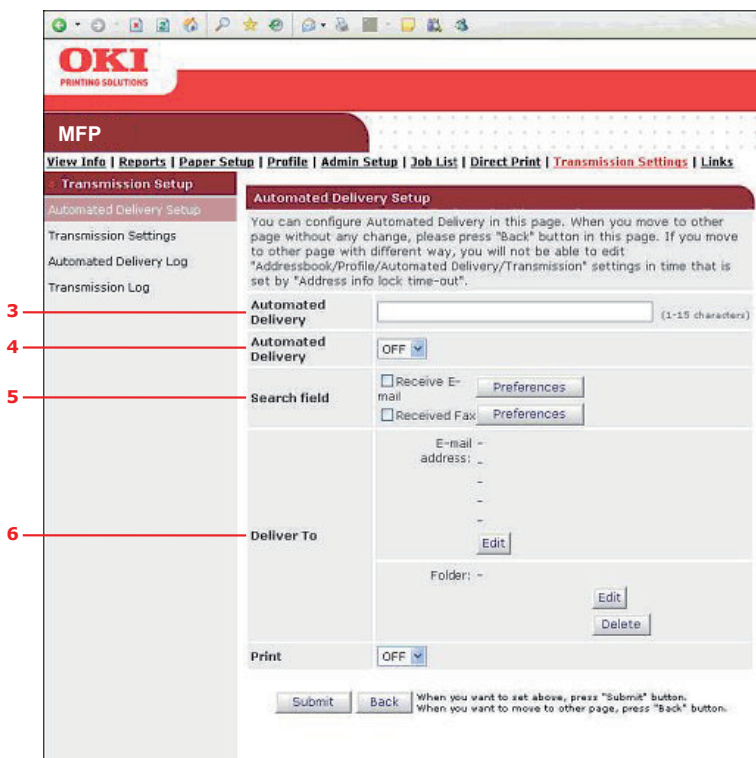 OKI
PRINTING SOLUTIONS
MFP
View Info | Reports | Paper Setup | Profile | Admin Setup | Job List | Direct Print | Transmission Settings | Links
Transmission Setup
Automated Delivery Setup
Transmission Settings
Automated Delivery Log
Transmission Log
Automated Delivery Setup
You can configure Automated Delivery in this page. When you move to other
page without any change, please press "Back" button in this page. If you move
to other page with different way, you will not be able to edit
"Addressbook/Profile/Automated Delivery/Transmission" settings in time that is
set by "Address info lock time-out".
3
Automated
Delivery
(1-15 characters)
4
Automated
Delivery
OFF
5
Search field
Receive E-
mail
Preferences
Received Fax
Preferences
6
Deliver To
E-mail -
address: -
-
-
-
Edit
Folder: -
Edit
Delete
Print
OFF
Submit
Back
When you want to set above, press "Submit" button.
When you want to move to other page, press "Back" button.